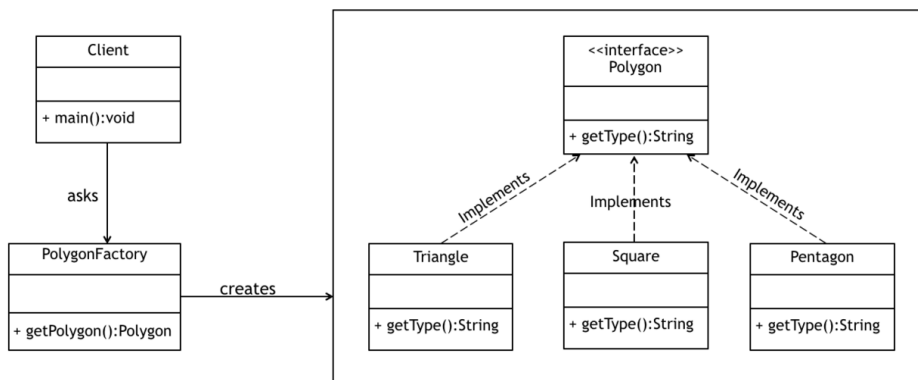 Client
+ main():void
asks
PolygonFactory
+ getPolygon():Polygon
creates
<<interface>>
Polygon
+ getType():String
Implements
Implements
Implements
Triangle
+ getType():String
Square
+ getType():String
Pentagon
+ getType():String